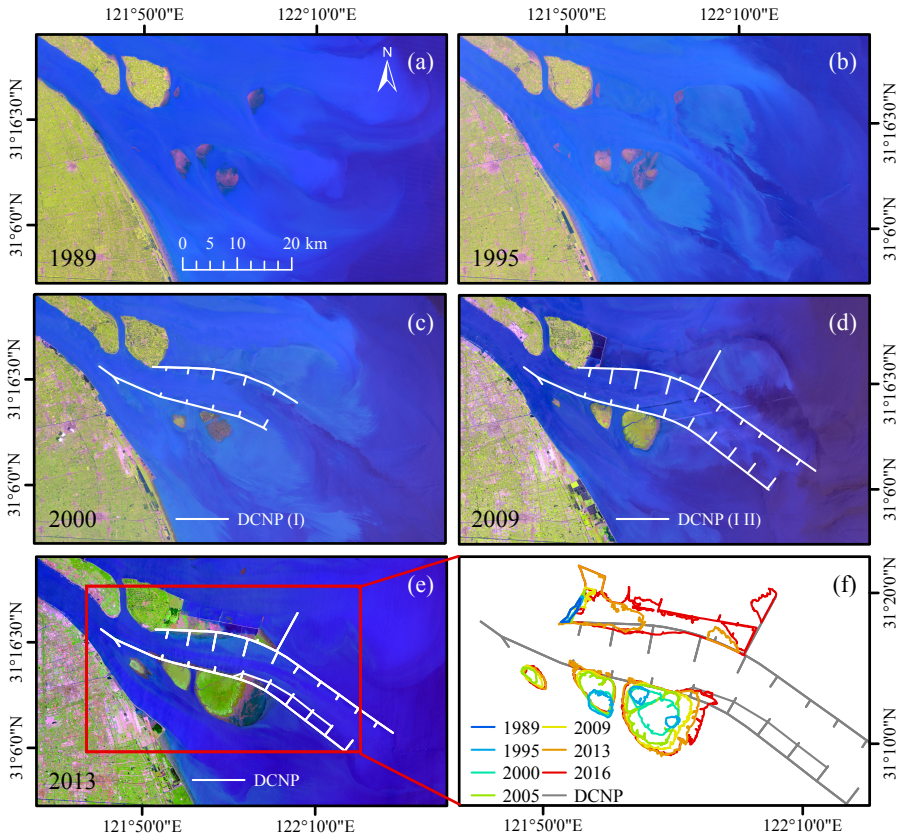 121°50'0"E 122°10'0"E 121°50'0"E 122°10'0"E
(a)
N
31°16'30"N
31°6'0"N
0 5 10 20 km
1989
(b)
31°16'30"N
31°6'0"N
1995
(c)
31°16'30"N
31°6'0"N
2000
DCNP (I)
(d)
31°16'30"N
31°6'0"N
2009
DCNP (I II)
(e)
31°16'30"N
31°6'0"N
2013
DCNP
(f)
31°20'0"N
31°10'0"N
1989 2009
1995 2013
2000 2016
2005 DCNP
121°50'0"E 122°10'0"E 121°50'0"E 122°10'0"E